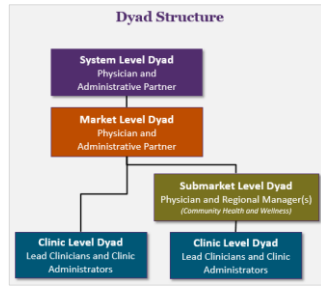 Dyad Structure
System Level Dyad
Physician and
Administrative Partner
Market Level Dyad
Physician and
Administrative Partner
Submarket Level Dyad
Physician and Regional Manager(s)
(Community Health and Wellness)
Clinic Level Dyad
Lead Clinicians and Clinic
Administrators
Clinic Level Dyad
Lead Clinicians and Clinic
Administrators